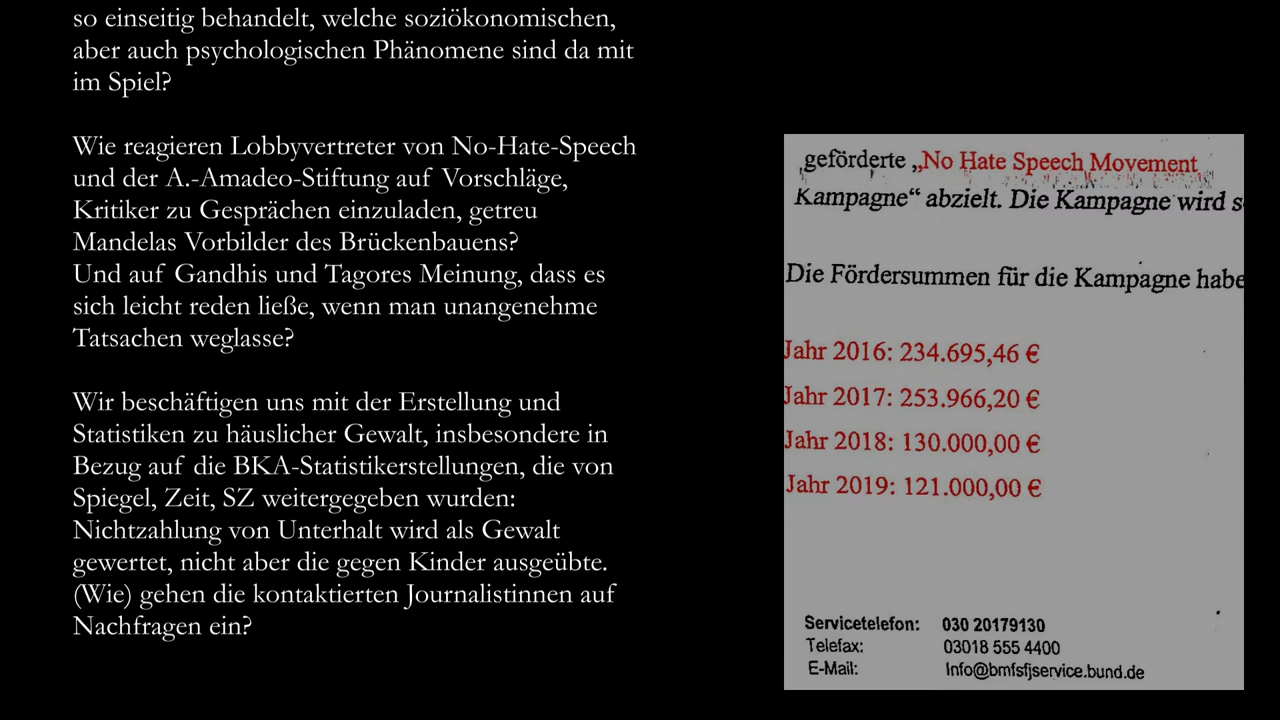 so einseitig behandelt, welche soziökonomischen,
aber auch psychologischen Phänomene sind da mit
im Spiel?
Wie reagieren Lobbyvertreter von No-Hate-Speech
und der A.-Amadeo-Stiftung auf Vorschläge,
Kritiker zu Gesprächen einzuladen, getreu
Mandelas Vorbilder des Brückenbauens?
Und auf Gandhis und Tagores Meinung, dass es
sich leicht reden ließe, wenn man unangenehme
Tatsachen weglasse?
Wir beschäftigen uns mit der Erstellung und
Statistiken zu häuslicher Gewalt, insbesondere in
Bezug auf die BKA-Statistikerstellungen, die von
Spiegel, Zeit, SZ weitergegeben wurden:
Nichtzahlung von Unterhalt wird als Gewalt
gewertet, nicht aber die gegen Kinder ausgeübte.
(Wie) gehen die kontaktierten Journalistinnen auf
Nachfragen ein?
geförderte „No Hate Speech Movement
Kampagne“ abzielt. Die Kampagne wird s
Die Fördersummen für die Kampagne habe
Jahr 2016: 234.695,46 €
Jahr 2017: 253.966,20 €
Jahr 2018: 130.000,00 €
Jahr 2019: 121.000,00 €
Servicetelefon: 030 20179130
Telefax: 03018 555 4400
E-Mail: Info@bmfsfjservice.bund.de